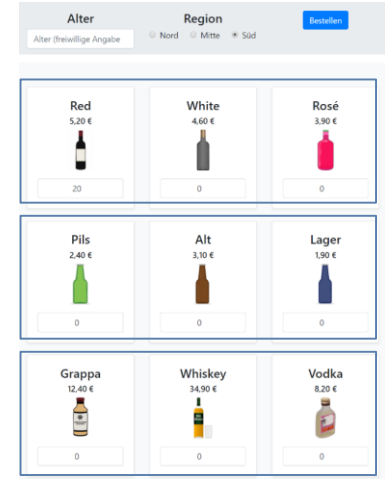 Alter Region Bestellen
Alter (freiwillige Angabe Nord Mitte Süd
Red White Rosé
5,20 € 4,60 € 3,90 €
20 0 0
Pils Alt Lager
2,40 € 3,10 € 1,90 €
0 0 0
Grappa Whiskey Vodka
12,40 € 34,90 € 8,20 €
0 0 0